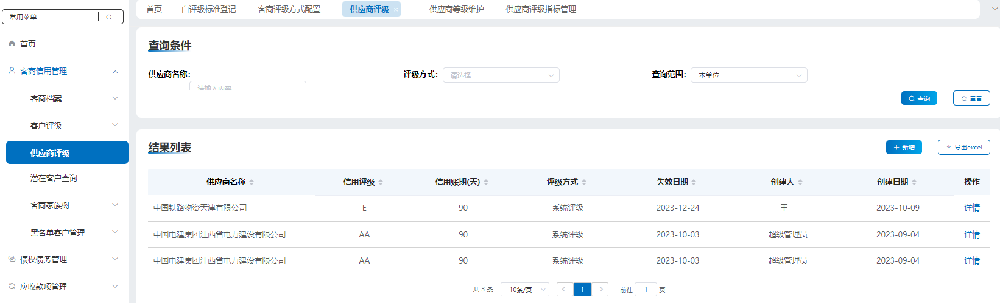 常用菜单
首页
客商信用管理
客商档案
客户评级
供应商评级
潜在客户查询
客商家族树
黑名单客户管理
债权债务管理
应收款项管理
首页 自评级标准登记 客商评级方式配置 供应商评级 × 供应商等级维护 供应商评级指标管理
查询条件
供应商名称： 请输入内容 评级方式： 请选择 查询范围： 本单位
查询 重置
结果列表
+ 新增 导出excel
供应商名称 信用评级 信用账期(天) 评级方式 失效日期 创建人 创建日期 操作
中国铁路物资天津有限公司 E 90 系统评级 2023-12-24 王一 2023-10-09 详情
中国电建集团江西省电力建设有限公司 AA 90 系统评级 2023-10-03 超级管理员 2023-09-04 详情
中国电建集团江西省电力建设有限公司 AA 90 系统评级 2023-10-03 超级管理员 2023-09-04 详情
共 3 条 10条/页 < 1 > 前往 1 页